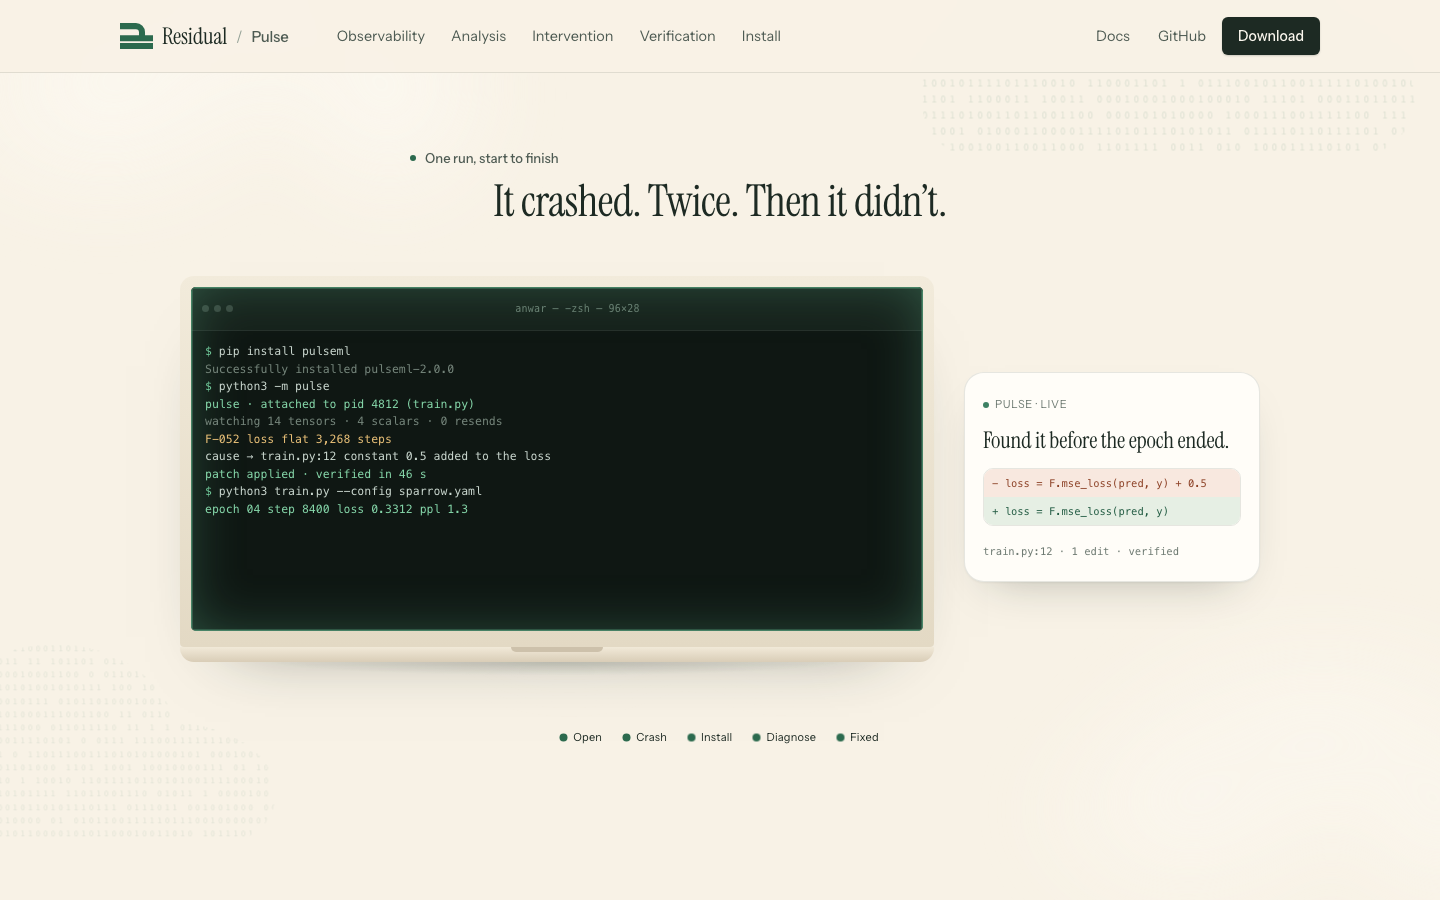 Residual / Pulse
Observability
Analysis
Intervention
Verification
Install
Docs
GitHub
Download
One run, start to finish
It crashed. Twice. Then it didn’t.
anwar — -zsh — 96×28
$ pip install pulseml
Successfully installed pulseml-2.0.0
$ python3 -m pulse
pulse · attached to pid 4812 (train.py)
watching 14 tensors · 4 scalars · 0 resends
F-052 loss flat 3,268 steps
cause → train.py:12 constant 0.5 added to the loss
patch applied · verified in 46 s
$ python3 train.py --config sparrow.yaml
epoch 04 step 8400 loss 0.3312 ppl 1.3
PULSE · LIVE
Found it before the epoch ended.
- loss = F.mse_loss(pred, y) + 0.5
+ loss = F.mse_loss(pred, y)
train.py:12 · 1 edit · verified
Open
Crash
Install
Diagnose
Fixed